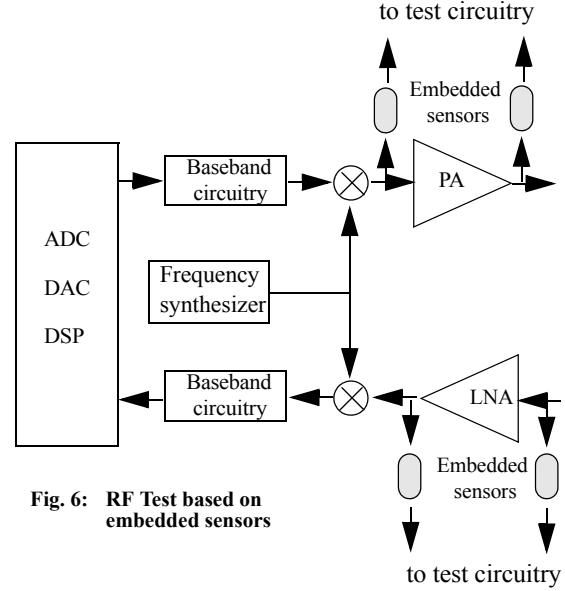 to test circuitry
Embedded
sensors
Baseband
circuitry
PA
ADC
DAC
DSP
Frequency
synthesizer
Baseband
circuitry
LNA
Embedded
sensors
Fig. 6: RF Test based on
embedded sensors
to test circuitry